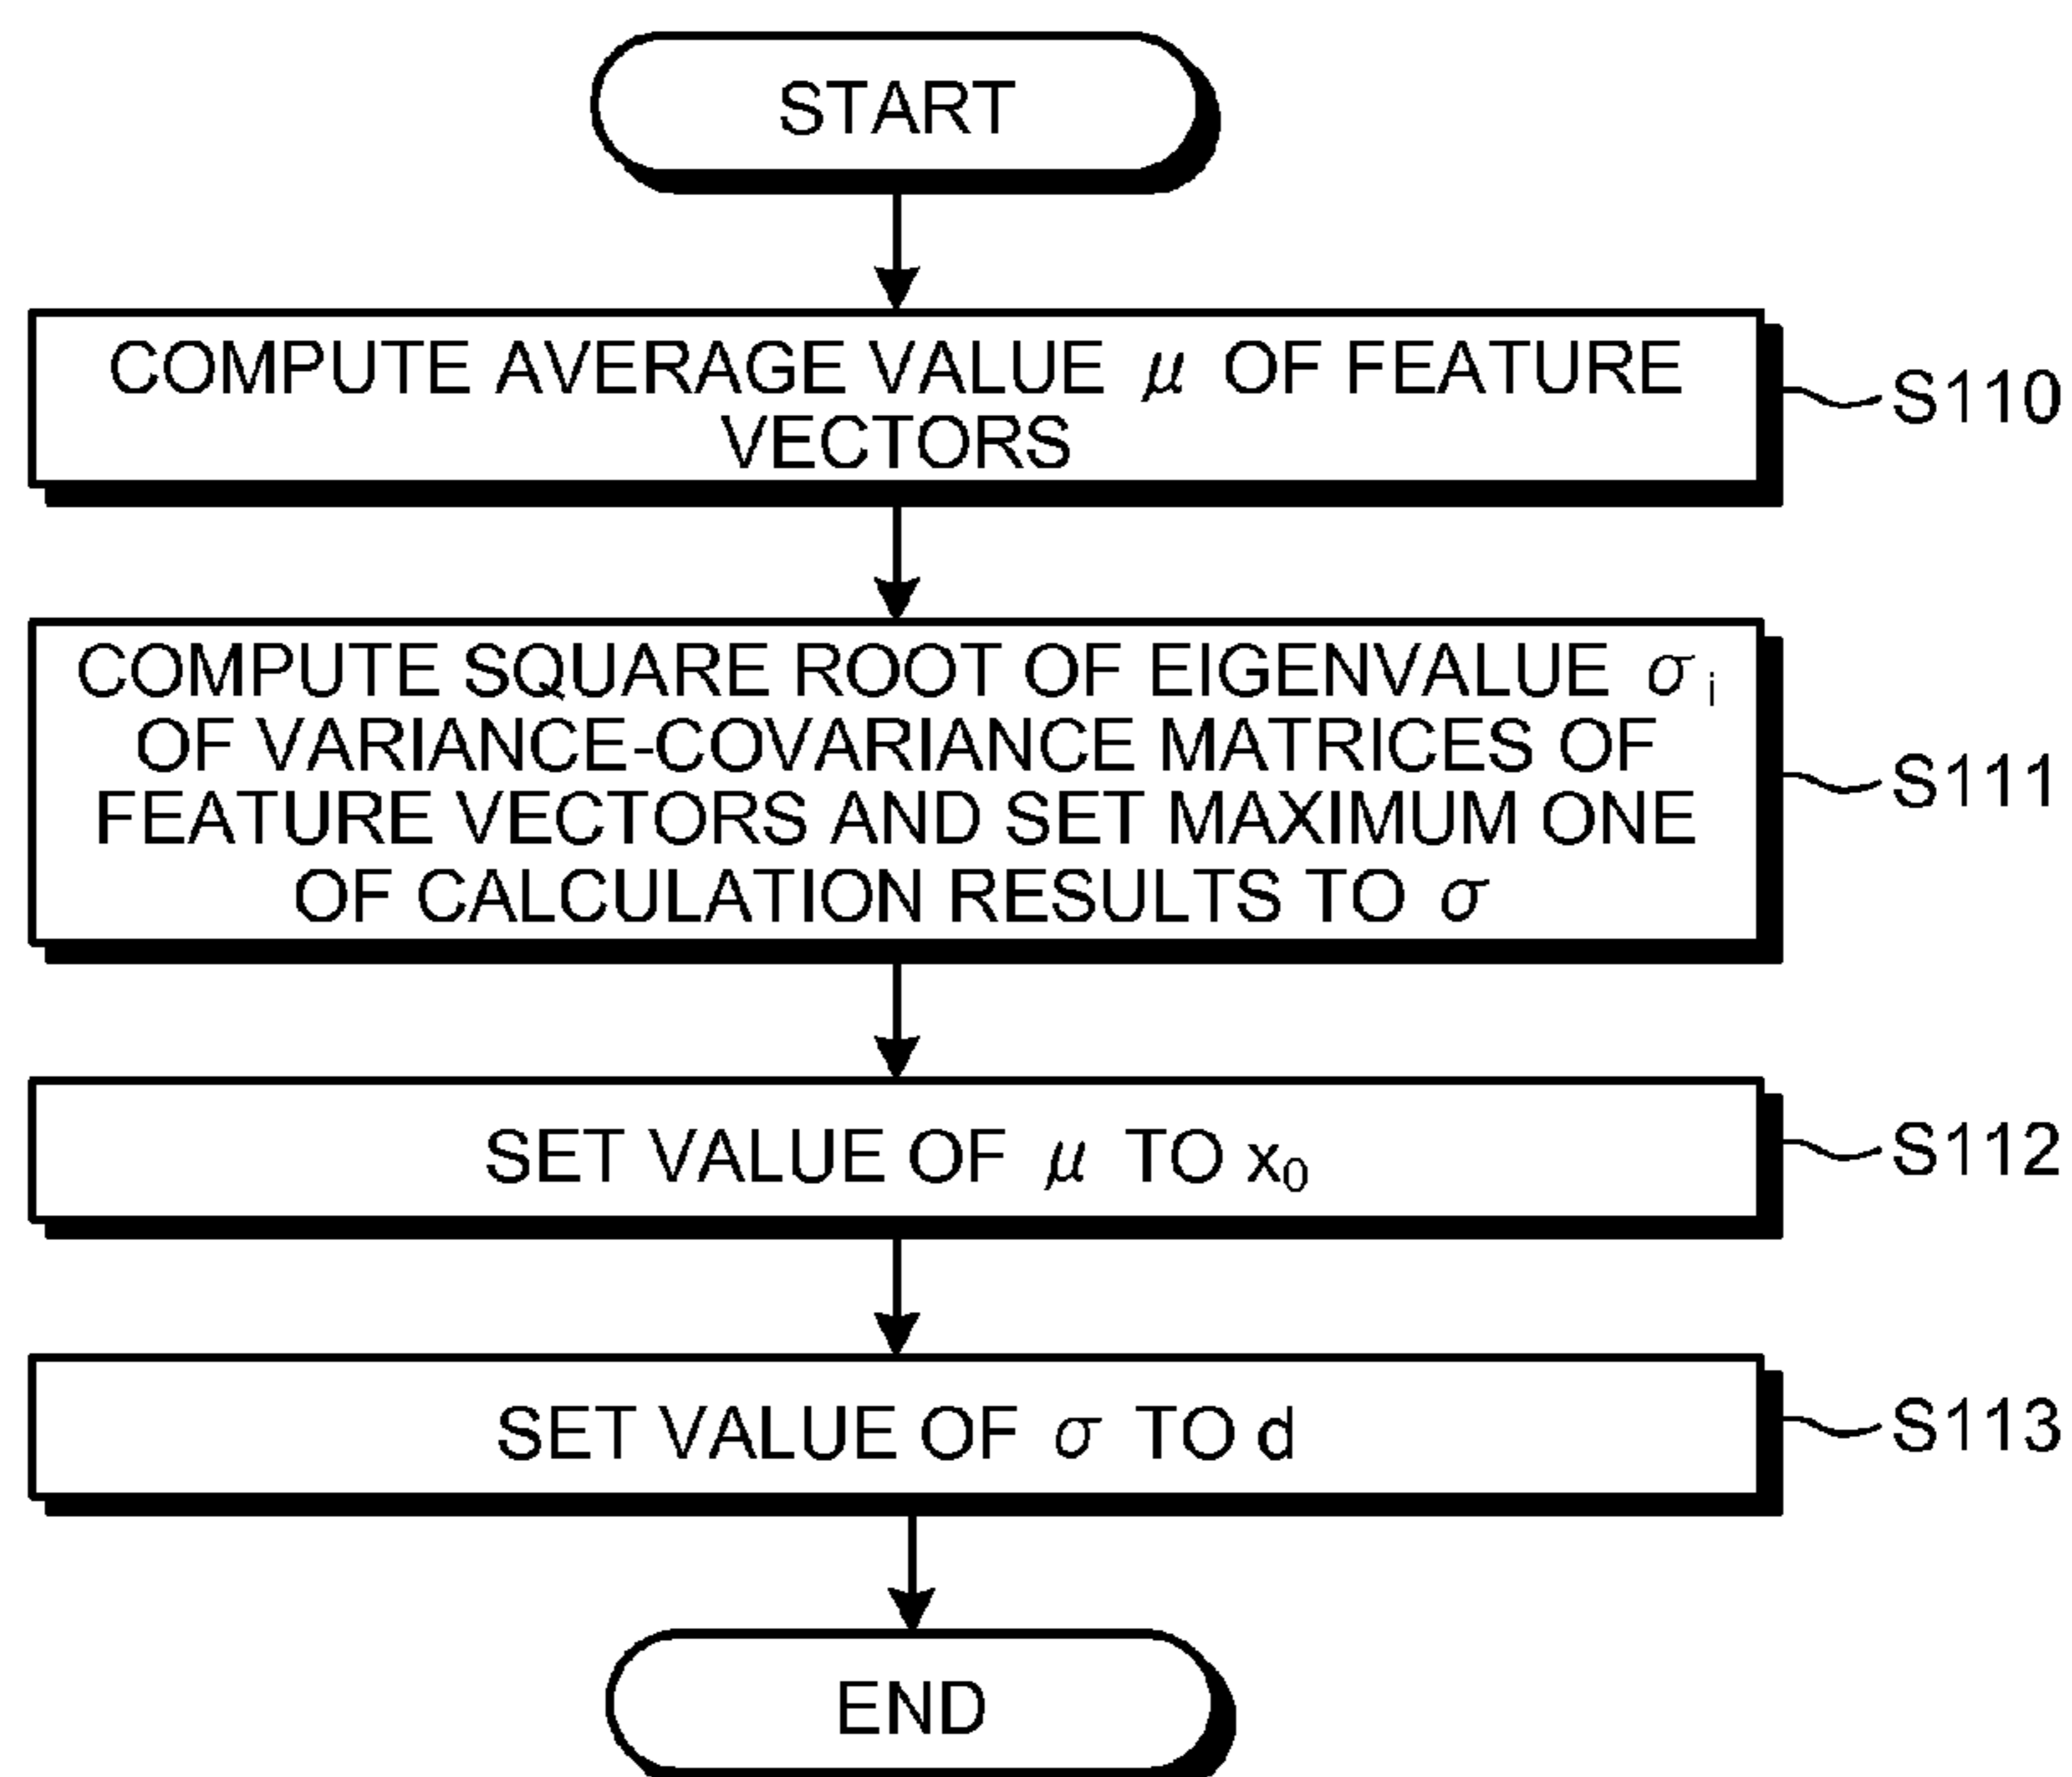 START
COMPUTE AVERAGE VALUE μ OF FEATURE
VECTORS
S110
COMPUTE SQUARE ROOT OF EIGENVALUE σi
OF VARIANCE-COVARIANCE MATRICES OF
FEATURE VECTORS AND SET MAXIMUM ONE
OF CALCULATION RESULTS TO σ
S111
SET VALUE OF μ TO x0
S112
SET VALUE OF σ TO d
S113
END